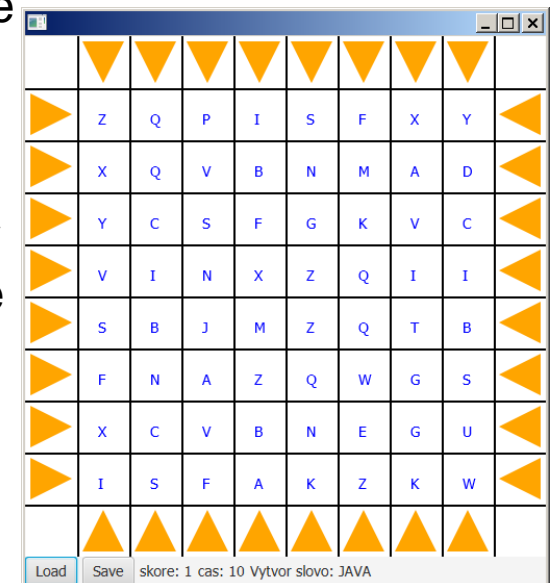 e
Z Q P I S F X Y
X Q V B N M A D
Y C S F G K V C
V I N X Z Q I I
e
S B J M Z Q T B
F N A Z Q W G S
X C V B N E G U
I S F A K Z K W
Load Save skore: 1 cas: 10 Vytvor slovo: JAVA